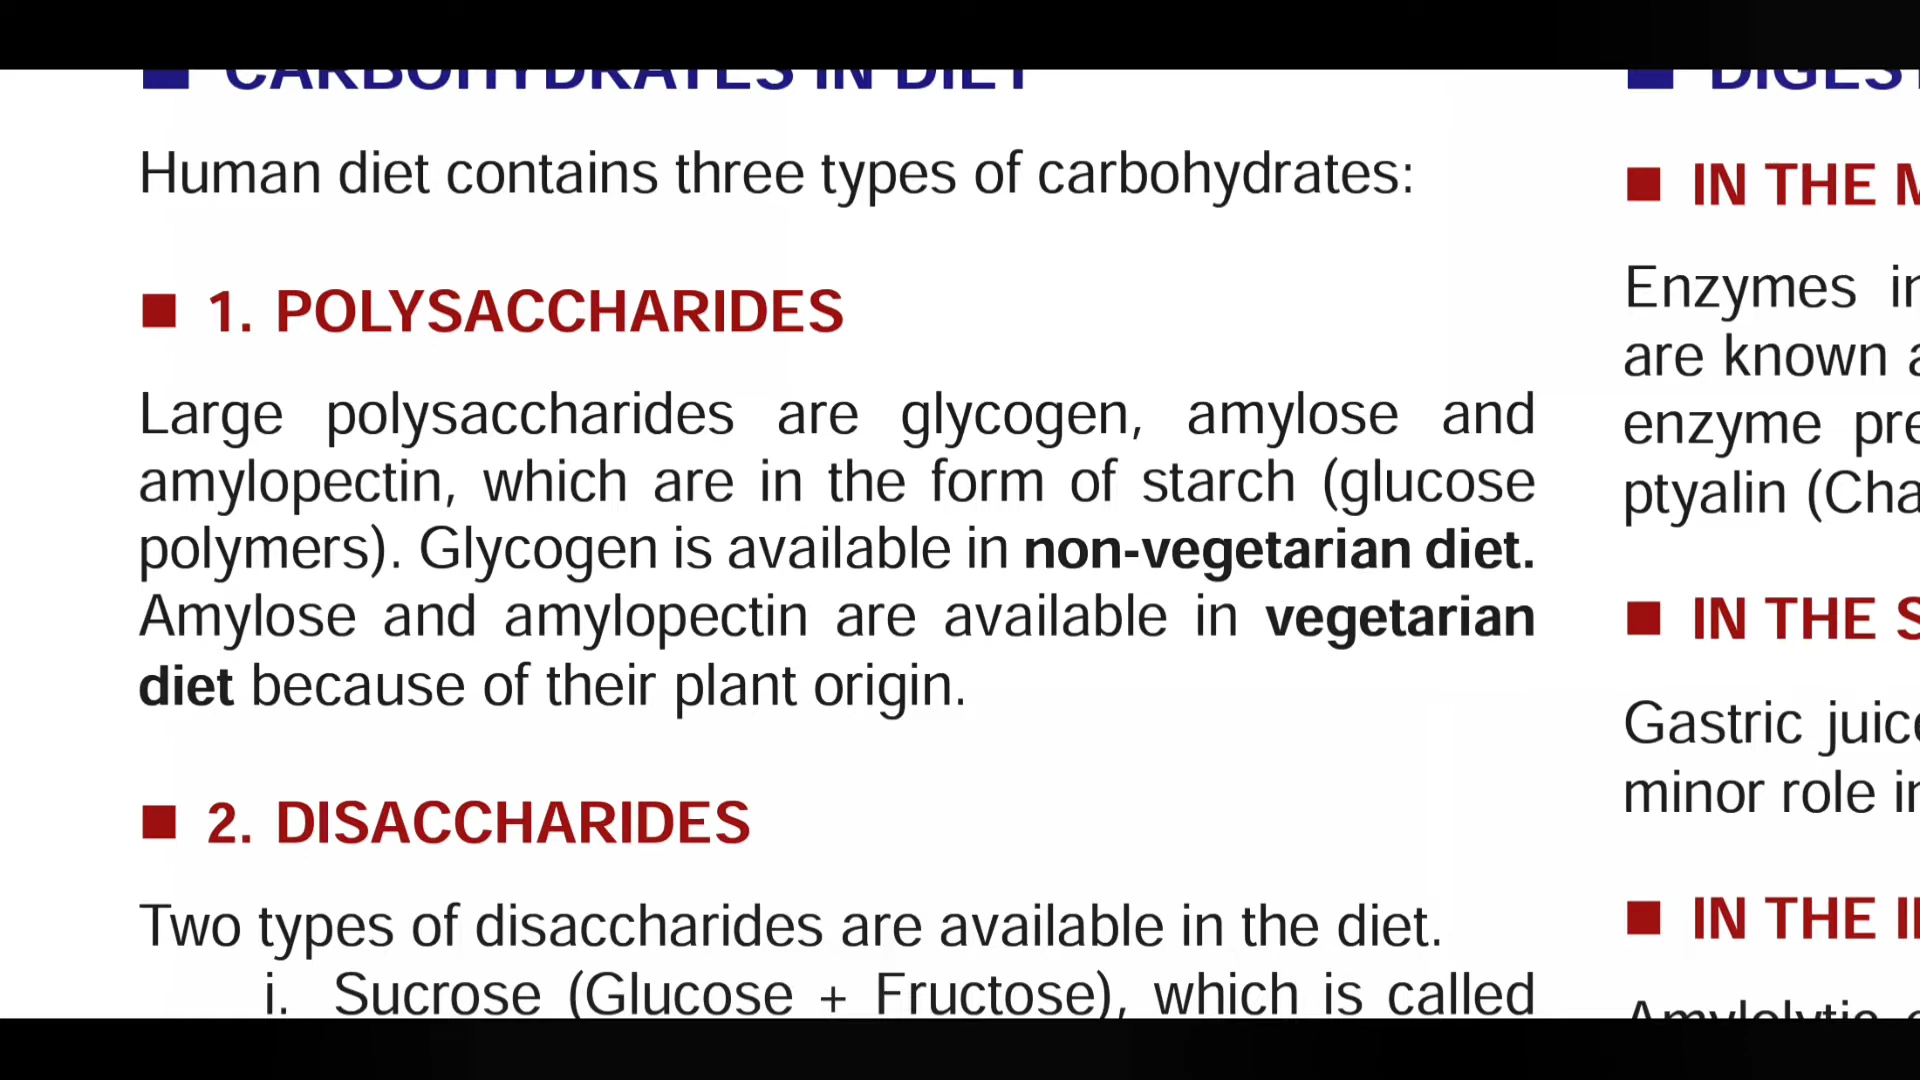 ■ CARBOHYDRATES IN DIET
Human diet contains three types of carbohydrates:
■ 1. POLYSACCHARIDES
Large polysaccharides are glycogen, amylose and
amylopectin, which are in the form of starch (glucose
polymers). Glycogen is available in non-vegetarian diet.
Amylose and amylopectin are available in vegetarian
diet because of their plant origin.
■ 2. DISACCHARIDES
Two types of disaccharides are available in the diet.
i. Sucrose (Glucose + Fructose), which is called
■ IN THE
Enzymes
are known
enzyme
ptyalin
■ IN THE
Gastric
minor role
■ IN THE